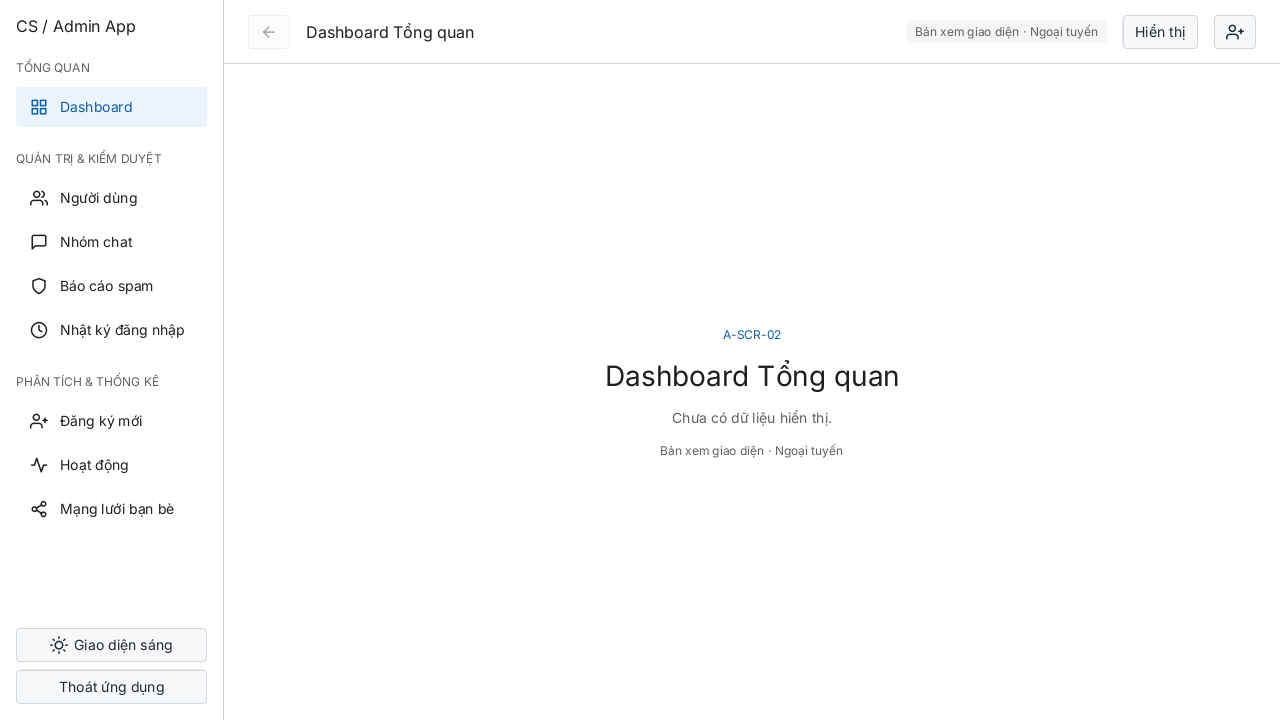 CS / Admin App
TỔNG QUAN
Dashboard
QUẢN TRỊ & KIỂM DUYỆT
Người dùng
Nhóm chat
Báo cáo spam
Nhật ký đăng nhập
PHÂN TÍCH & THỐNG KÊ
Đăng ký mới
Hoạt động
Mạng lưới bạn bè
Giao diện sáng
Thoát ứng dụng
Dashboard Tổng quan
Bản xem giao diện · Ngoại tuyến
Hiển thị
A-SCR-02
Dashboard Tổng quan
Chưa có dữ liệu hiển thị.
Bản xem giao diện · Ngoại tuyến